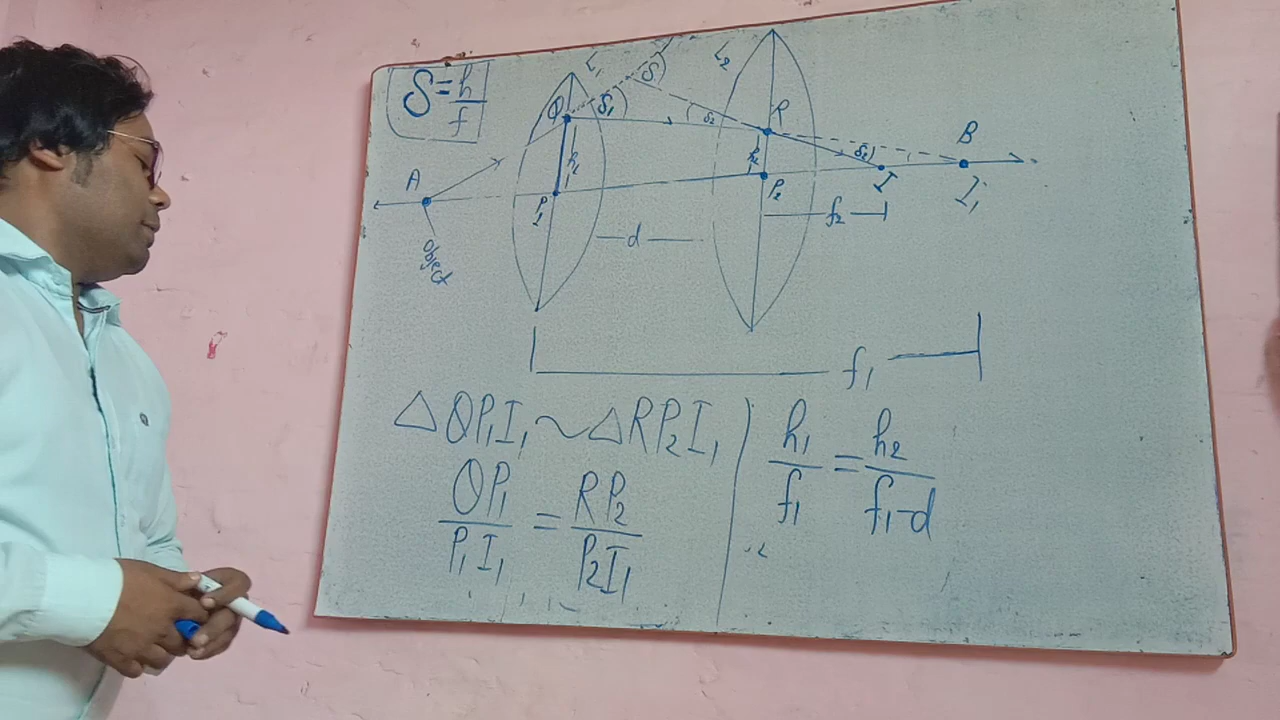 δ = h/f
L₁
L₂
Q
δ₁
δ
δ₂
R
A
h₁
h₂
δ₂
B
P₁
P₂
I
I₁
object
d
f₂
f₁
△QP₁I₁ ~ △RP₂I₁
QP₁/P₁I₁ = RP₂/P₂I₁
h₁/f₁ = h₂/f₁-d